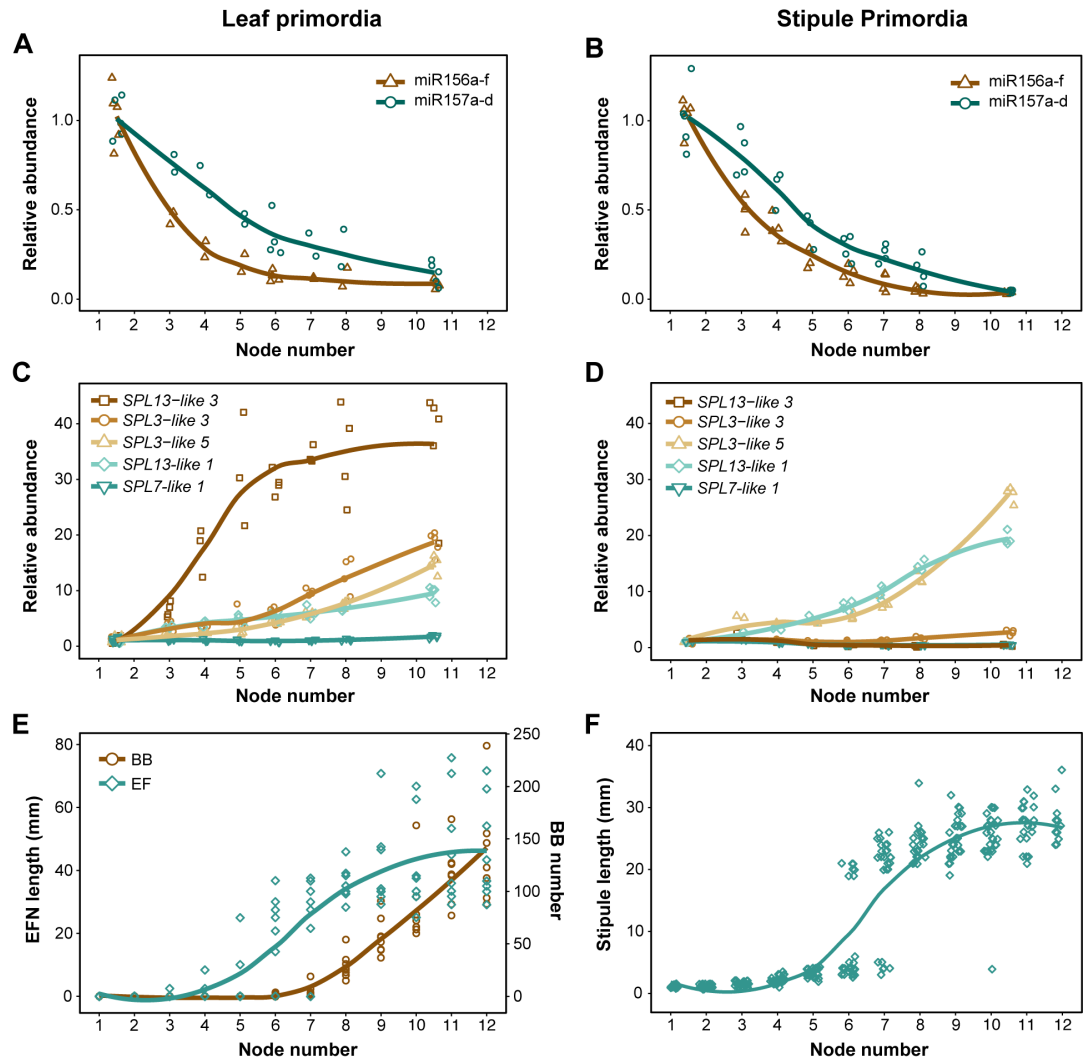 Leaf primordia
Stipule Primordia
A
miR156a-f
miR157a-d
1.0
0.5
0.0
Relative abundance
1 2 3 4 5 6 7 8 9 10 11 12
Node number
B
miR156a-f
miR157a-d
1.0
0.5
0.0
Relative abundance
1 2 3 4 5 6 7 8 9 10 11 12
Node number
C
SPL13−like 3
SPL3−like 3
SPL3−like 5
SPL13-like 1
SPL7-like 1
40
30
20
10
0
Relative abundance
1 2 3 4 5 6 7 8 9 10 11 12
Node number
D
SPL13−like 3
SPL3−like 3
SPL3−like 5
SPL13-like 1
SPL7-like 1
40
30
20
10
0
Relative abundance
1 2 3 4 5 6 7 8 9 10 11 12
Node number
E
BB
EF
80
60
40
20
0
EFN length (mm)
250
200
150
100
50
0
BB number
1 2 3 4 5 6 7 8 9 10 11 12
Node number
F
40
30
20
10
0
Stipule length (mm)
1 2 3 4 5 6 7 8 9 10 11 12
Node number